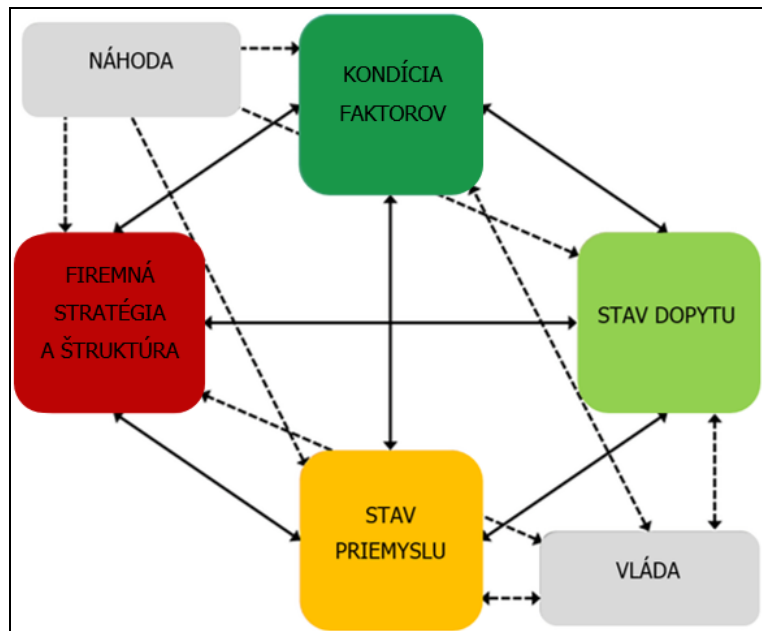 NÁHODA
KONDÍCIA
FAKTOROV
FIREMNÁ
STRATÉGIA
A ŠTRUKTÚRA
STAV DOPYTU
STAV
PRIEMYSLU
VLÁDA